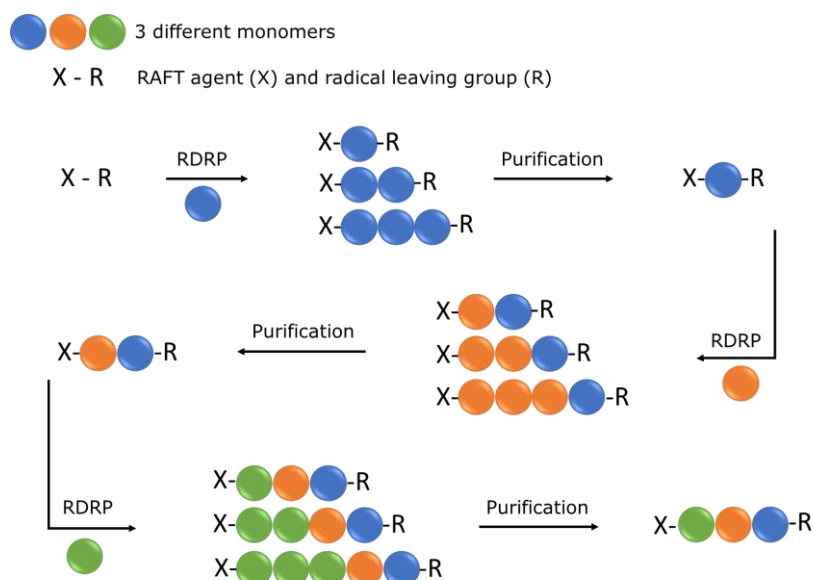 3 different monomers
X - R RAFT agent (X) and radical leaving group (R)
X - R
RDRP
X- -R
X- -R
X- -R
Purification
X- -R
RDRP
X- -R
X- -R
X- -R
Purification
X- -R
RDRP
X- -R
X- -R
X- -R
Purification
X- -R